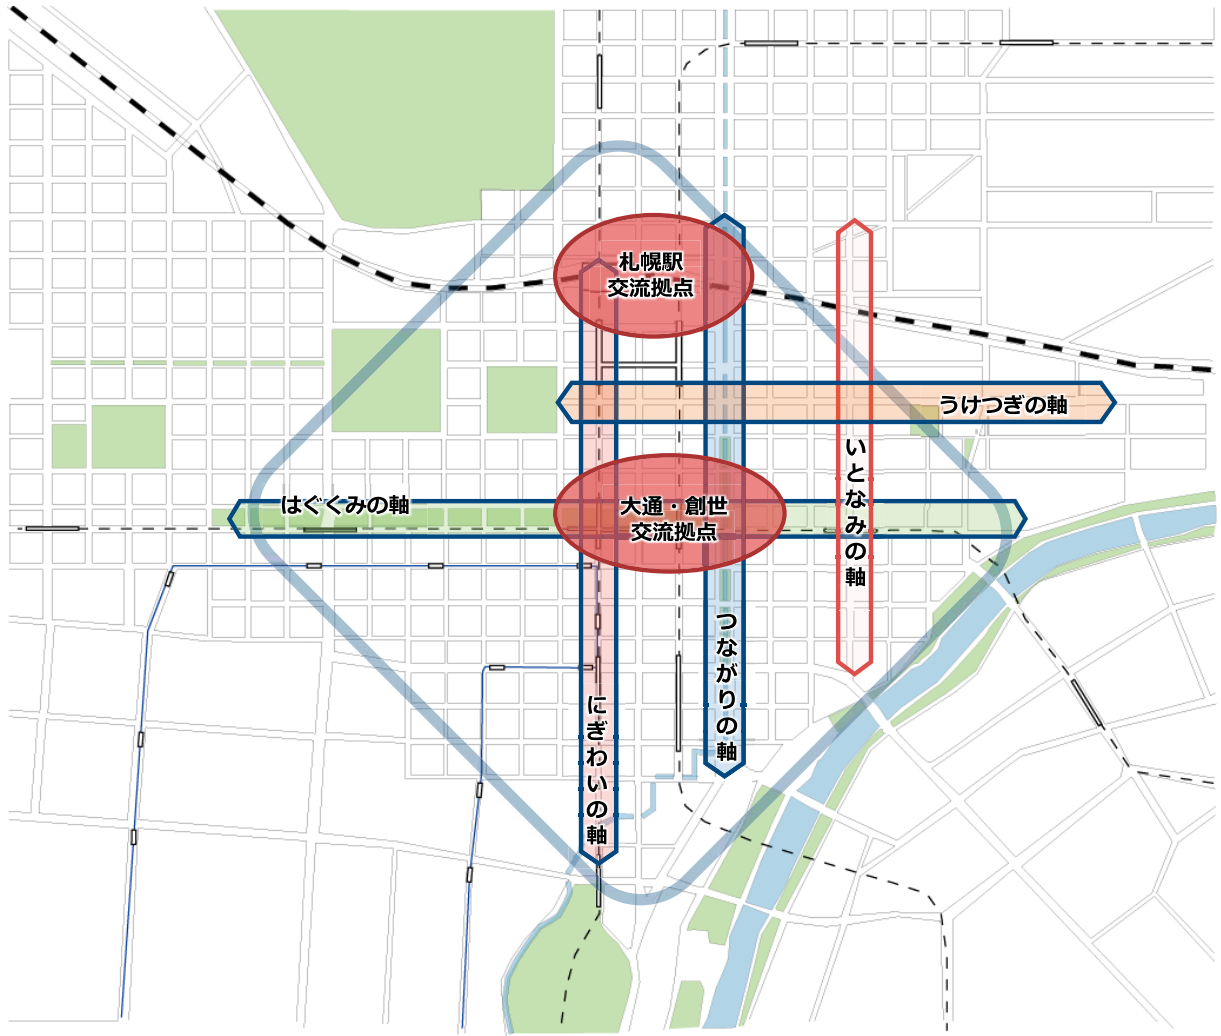 札幌駅
交流拠点
うけつぎの軸
いとなみの軸
はぐくみの軸
大通・創世
交流拠点
つながりの軸
にぎわいの軸